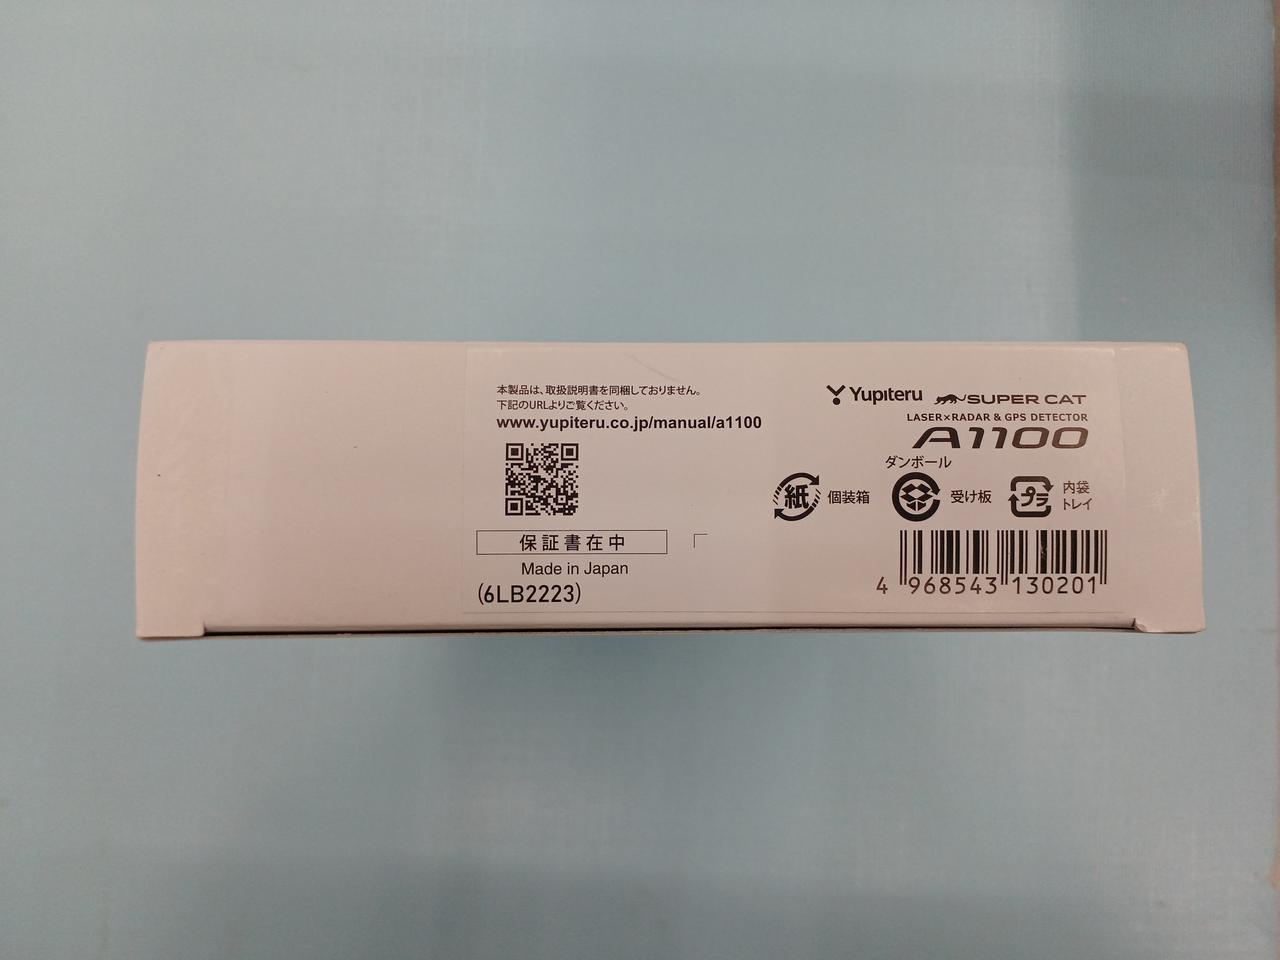 本製品は、取扱説明書を同梱しておりません。
下記のURLよりご覧ください。
www.yupiteru.co.jp/manual/a1100
保証書在中
Made in Japan
(6LB2223)
Yupiteru SUPER CAT
LASER×RADAR & GPS DETECTOR
A1100
紙 個装箱
ダンボール
受け板
プラ 内袋
トレイ
4 968543 130201